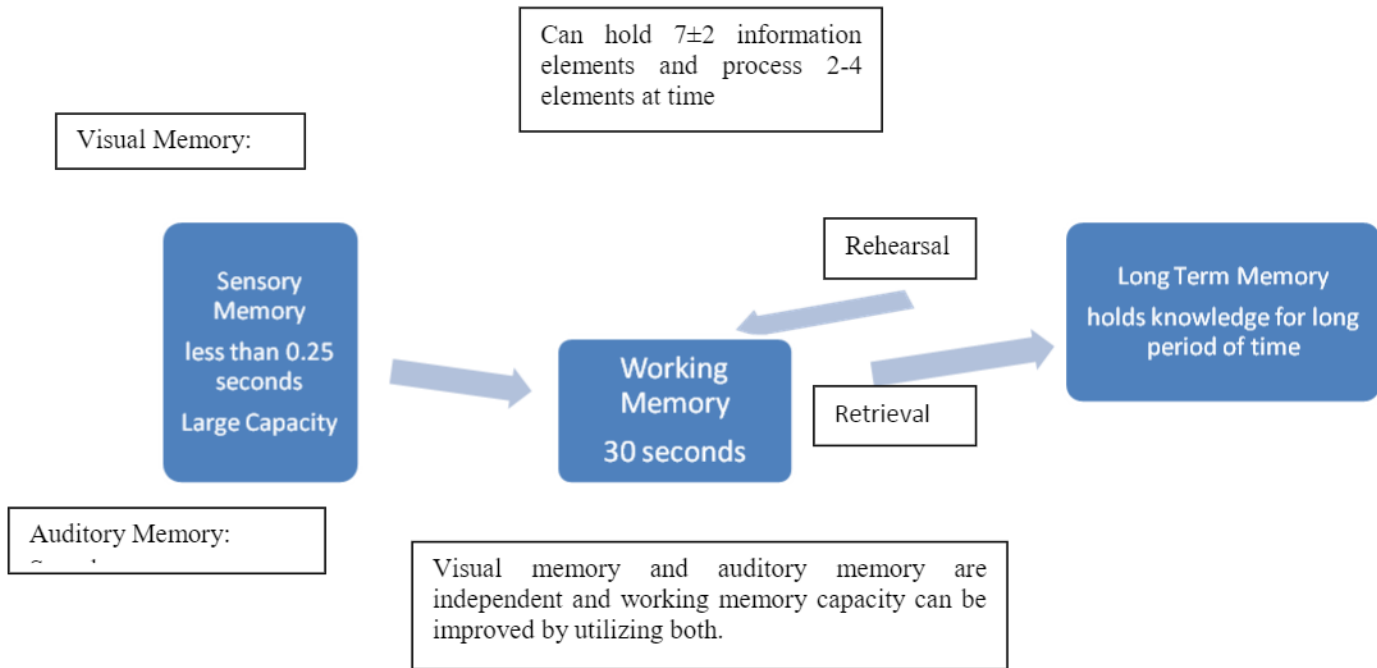 Can hold 7±2 information
elements and process 2-4
elements at time
Visual Memory:
Sensory
Memory
less than 0.25
seconds
Large Capacity
Rehearsal
Working
Memory
30 seconds
Retrieval
Long Term Memory
holds knowledge for long
period of time
Auditory Memory:
Visual memory and auditory memory are
independent and working memory capacity can be
improved by utilizing both.